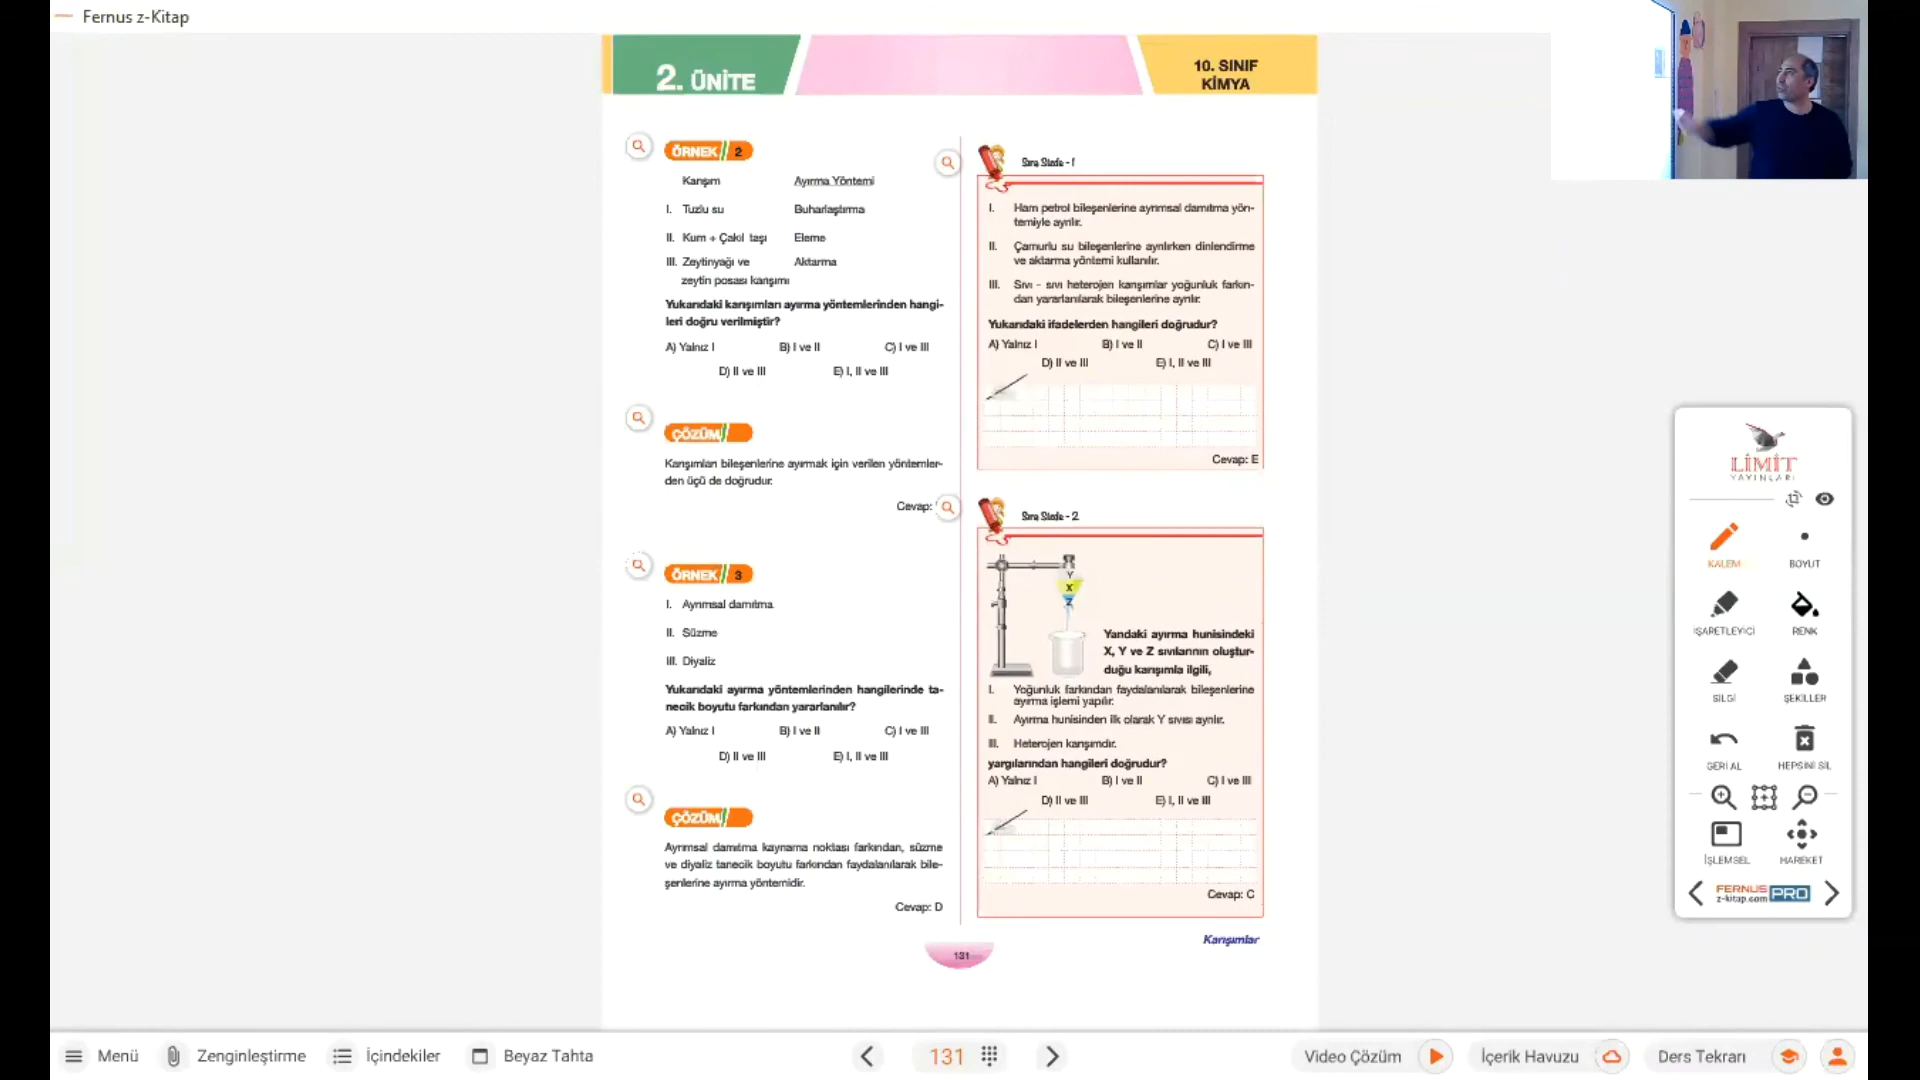 Fernus z-Kitap
2. ÜNİTE
10. SINIF
KİMYA
ÖRNEK 2
Karışım Ayırma Yöntemi
I. Tuzlu su Buharlaştırma
II. Kum + Çakıl taşı Eleme
III. Zeytinyağı ve Aktarma
zeytin posası karışımı
Yukarıdaki karışımları ayırma yöntemlerinden hangi-
leri doğru verilmiştir?
A) Yalnız I B) I ve II C) I ve III
D) II ve III E) I, II ve III
ÇÖZÜM
Karışımları bileşenlerine ayırmak için verilen yöntemler-
den üçü de doğrudur.
Cevap:
ÖRNEK 3
I. Ayrımsal damıtma
II. Süzme
III. Diyaliz
Yukarıdaki ayırma yöntemlerinden hangilerinde ta-
necik boyutu farkından yararlanılır?
A) Yalnız I B) I ve II C) I ve III
D) II ve III E) I, II ve III
ÇÖZÜM
Ayrımsal damıtma kaynama noktası farkından, süzme
ve diyaliz tanecik boyutu farkından faydalanılarak bile-
şenlerine ayırma yöntemidir.
Cevap: D
Sıra Sizde - 1
I. Ham petrol bileşenlerine ayrımsal damıtma yön-
temiyle ayrılır.
II. Çamurlu su bileşenlerine ayrılırken dinlendirme
ve aktarma yöntemi kullanılır.
III. Sıvı - sıvı heterojen karışımlar yoğunluk farkın-
dan yararlanılarak bileşenlerine ayrılır.
Yukarıdaki ifadelerden hangileri doğrudur?
A) Yalnız I B) I ve II C) I ve III
D) II ve III E) I, II ve III
Cevap: E
Sıra Sizde - 2
Y
X
Z
Yandaki ayırma hunisindeki
X, Y ve Z sıvılarının oluştur-
duğu karışımla ilgili,
I. Yoğunluk farkından faydalanılarak bileşenlerine
ayırma işlemi yapılır.
II. Ayırma hunisinden ilk olarak Y sıvısı ayrılır.
III. Heterojen karışımdır.
yargılarından hangileri doğrudur?
A) Yalnız I B) I ve II C) I ve III
D) II ve III E) I, II ve III
Cevap: C
Karışımlar
131
LİMİT
YAYINLARI
KALEM BOYUT
İŞARETLEYİCİ RENK
SİLGİ ŞEKİLLER
GERİ AL HEPSİNİ SİL
İŞLEMSEL HAREKET
FERNUS PRO
z-kitap.com
Menü Zenginleştirme İçindekiler Beyaz Tahta 131 Video Çözüm İçerik Havuzu Ders Tekrarı